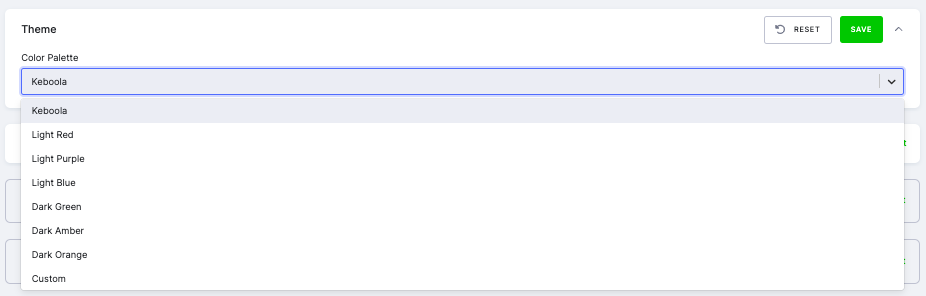 Theme
RESET
SAVE
Color Palette
Keboola
Keboola
Light Red
Light Purple
Light Blue
Dark Green
Dark Amber
Dark Orange
Custom